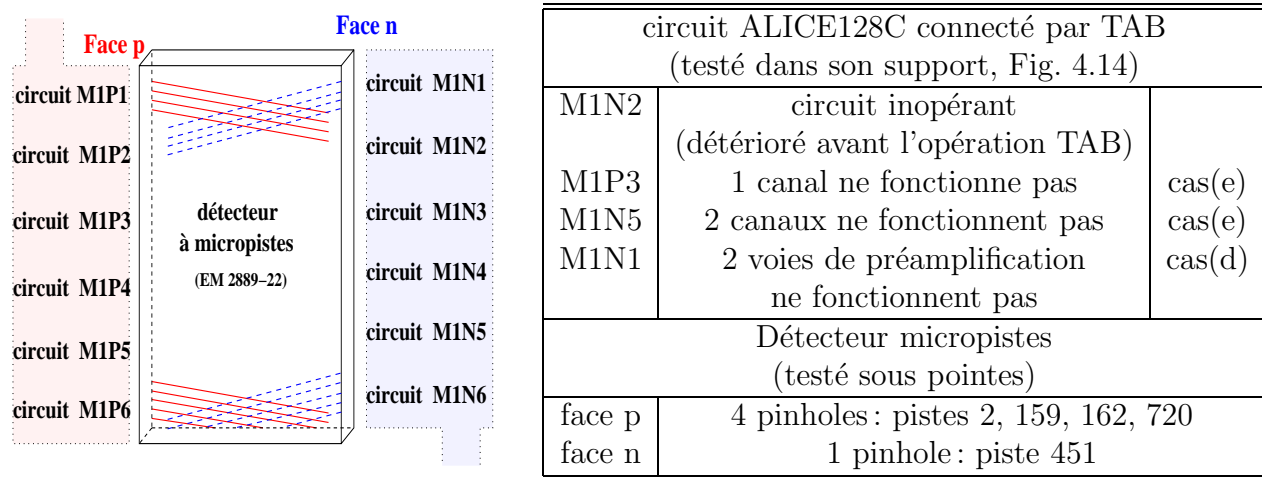 Face p
Face n
circuit M1P1
circuit M1P2
circuit M1P3
circuit M1P4
circuit M1P5
circuit M1P6
détecteur
à micropistes
(EM 2889−22)
circuit M1N1
circuit M1N2
circuit M1N3
circuit M1N4
circuit M1N5
circuit M1N6
circuit ALICE128C connecté par TAB
(testé dans son support, Fig. 4.14)
M1N2 circuit inopérant
(détérioré avant l'opération TAB)
M1P3 1 canal ne fonctionne pas cas(e)
M1N5 2 canaux ne fonctionnent pas cas(e)
M1N1 2 voies de préamplification cas(d)
ne fonctionnent pas
Détecteur micropistes
(testé sous pointes)
face p 4 pinholes : pistes 2, 159, 162, 720
face n 1 pinhole : piste 451